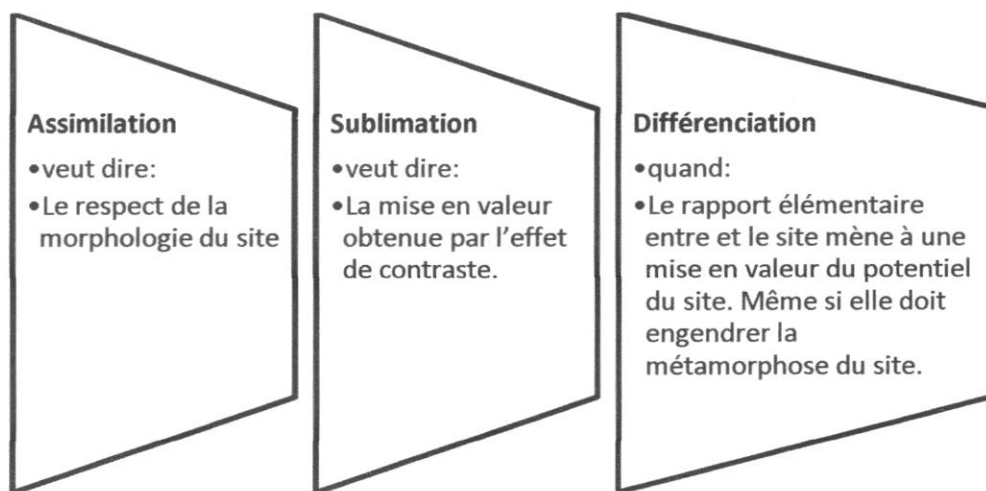 Assimilation
•veut dire:
•Le respect de la
morphologie du site
Sublimation
•veut dire:
•La mise en valeur
obtenue par l'effet
de contraste.
Différenciation
•quand:
•Le rapport élémentaire
entre et le site mène à une
mise en valeur du potentiel
du site. Même si elle doit
engendrer la
métamorphose du site.